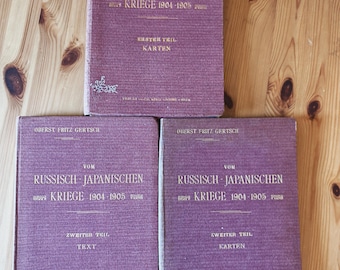 KRIEGE 1904-1905
ERSTER TEIL
KARTEN
OBERST FRITZ GERTSCH
VOM
RUSSISCH-JAPANISCHEN
KRIEGE 1904-1905
ZWEITER TEIL
TEXT
OBERST FRITZ GERTSCH
VOM
RUSSISCH-JAPANISCHEN
KRIEGE 1904-1905
ZWEITER TEIL
KARTEN